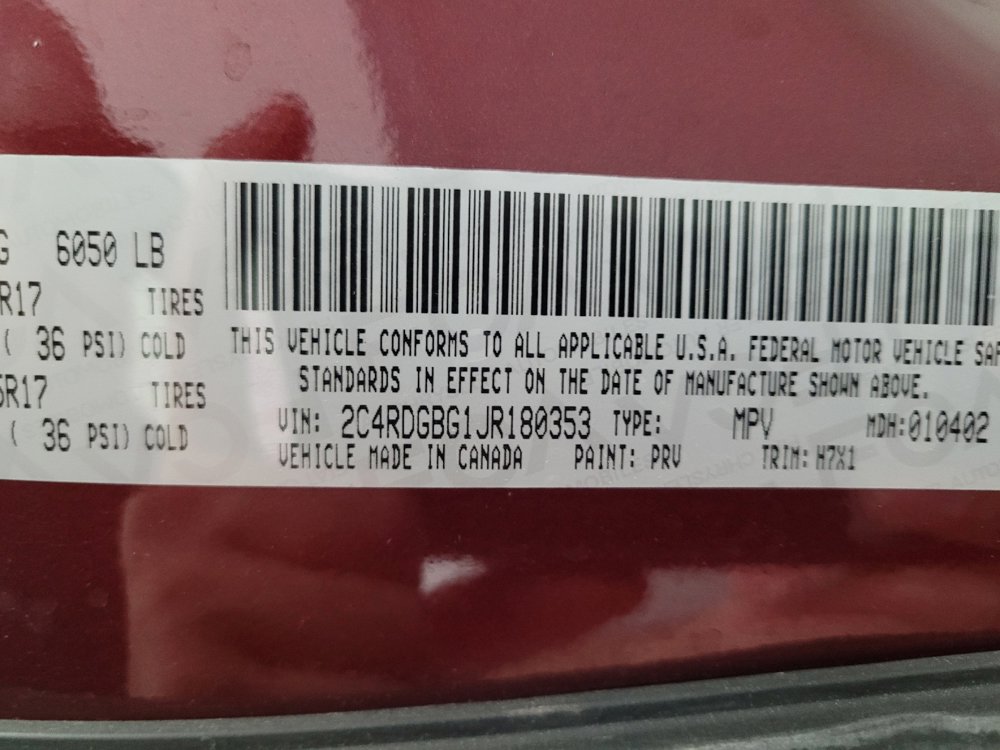 G 6050 LB
R17 TIRES
( 36 PSI) COLD
5R17 TIRES
( 36 PSI) COLD
THIS VEHICLE CONFORMS TO ALL APPLICABLE U.S.A. FEDERAL MOTOR VEHICLE SAF
STANDARDS IN EFFECT ON THE DATE OF MANUFACTURE SHOWN ABOVE.
VIN: 2C4RDGBG1JR180353 TYPE: MPV MDH:010402
VEHICLE MADE IN CANADA PAINT: PRV TRIM: H7X1